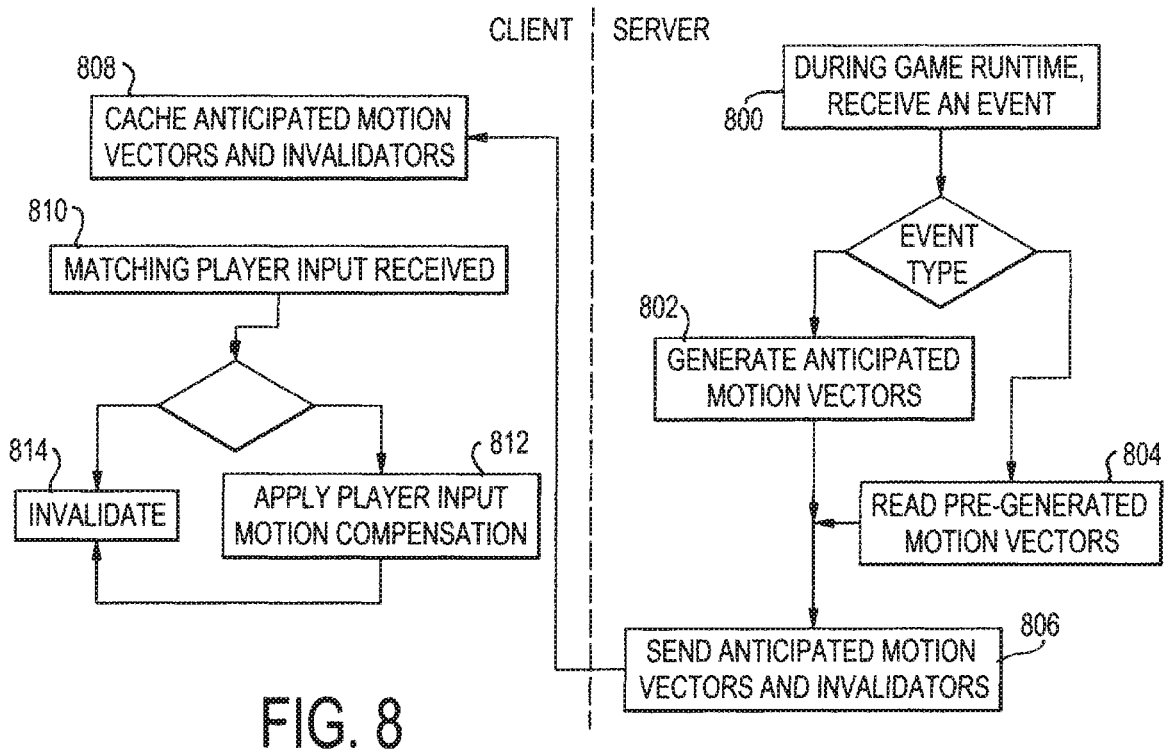 CLIENT
SERVER
808
CACHE ANTICIPATED MOTION
VECTORS AND INVALIDATORS
810
MATCHING PLAYER INPUT RECEIVED
814
INVALIDATE
812
APPLY PLAYER INPUT
MOTION COMPENSATION
800
DURING GAME RUNTIME,
RECEIVE AN EVENT
EVENT
TYPE
802
GENERATE ANTICIPATED
MOTION VECTORS
804
READ PRE-GENERATED
MOTION VECTORS
806
SEND ANTICIPATED MOTION
VECTORS AND INVALIDATORS
FIG. 8